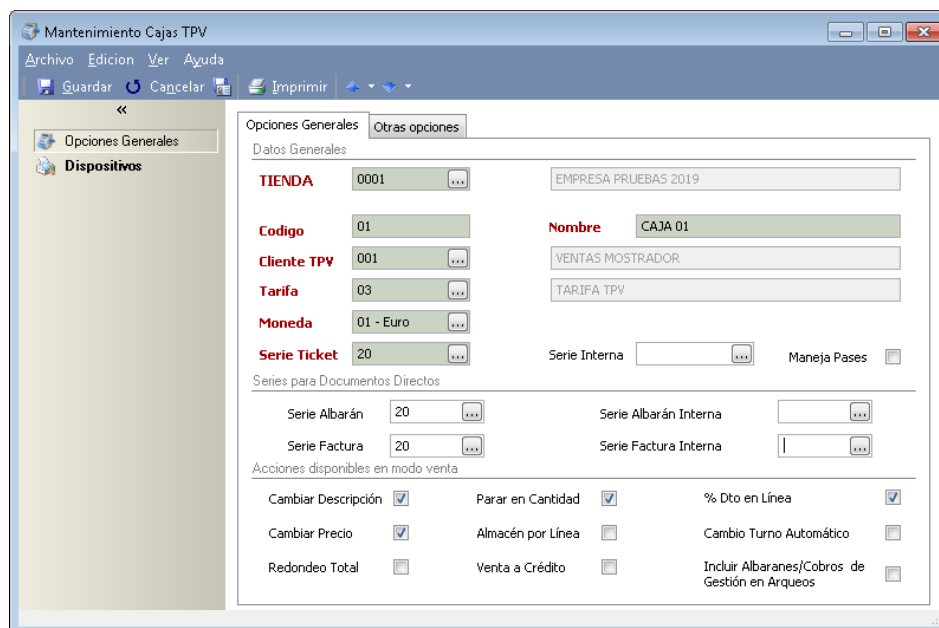 Mantenimiento Cajas TPV
Archivo Edicion Ver Ayuda
Guardar Cancelar Imprimir
«
Opciones Generales
Dispositivos
Opciones Generales Otras opciones
Datos Generales
TIENDA 0001 ... EMPRESA PRUEBAS 2019
Codigo 01 Nombre CAJA 01
Cliente TPV 001 ... VENTAS MOSTRADOR
Tarifa 03 ... TARIFA TPV
Moneda 01 - Euro ...
Serie Ticket 20 ... Serie Interna ... Maneja Pases
Series para Documentos Directos
Serie Albarán 20 ... Serie Albarán Interna ...
Serie Factura 20 ... Serie Factura Interna ...
Acciones disponibles en modo venta
Cambiar Descripción Parar en Cantidad % Dto en Línea
Cambiar Precio Almacén por Línea Cambio Turno Automático
Redondeo Total Venta a Crédito Incluir Albaranes/Cobros de
Gestión en Arqueos